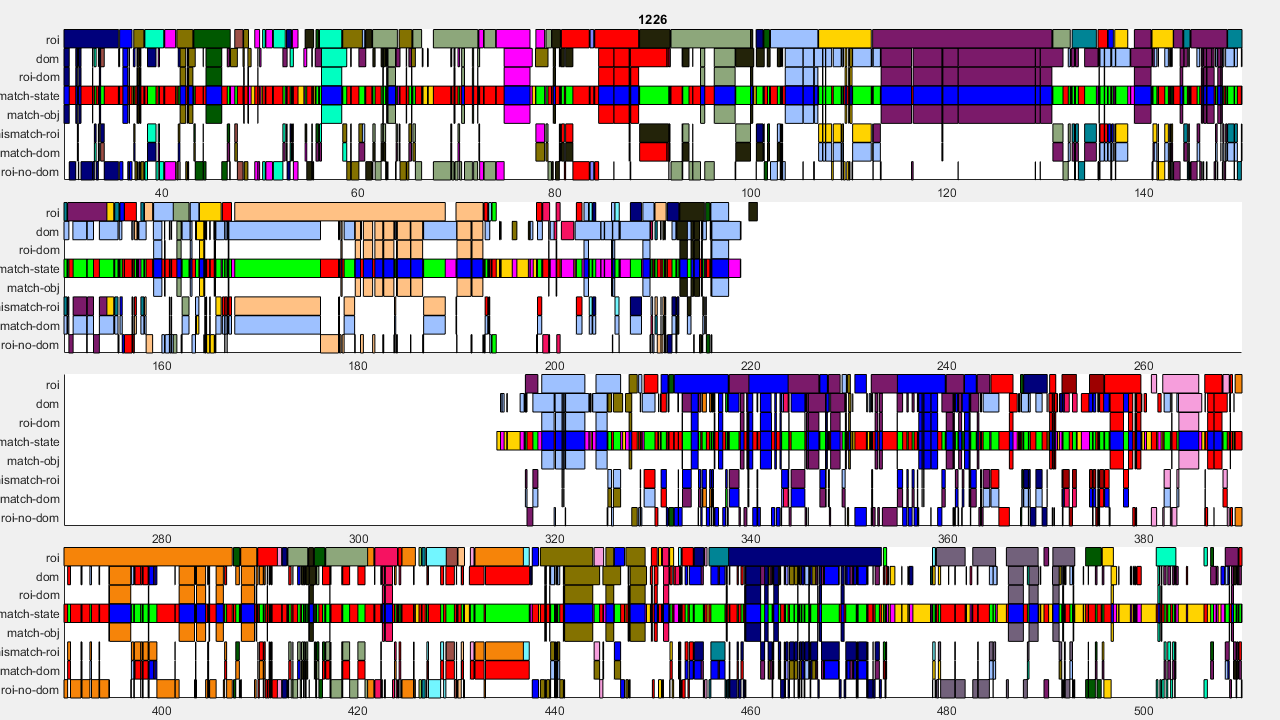 1226
roi
dom
roi-dom
match-state
match-obj
ismatch-roi
match-dom
roi-no-dom
40 60 80 100 120 140
roi
dom
roi-dom
match-state
match-obj
ismatch-roi
match-dom
roi-no-dom
160 180 200 220 240 260
roi
dom
roi-dom
match-state
match-obj
ismatch-roi
match-dom
roi-no-dom
280 300 320 340 360 380
roi
dom
roi-dom
match-state
match-obj
ismatch-roi
match-dom
roi-no-dom
400 420 440 460 480 500